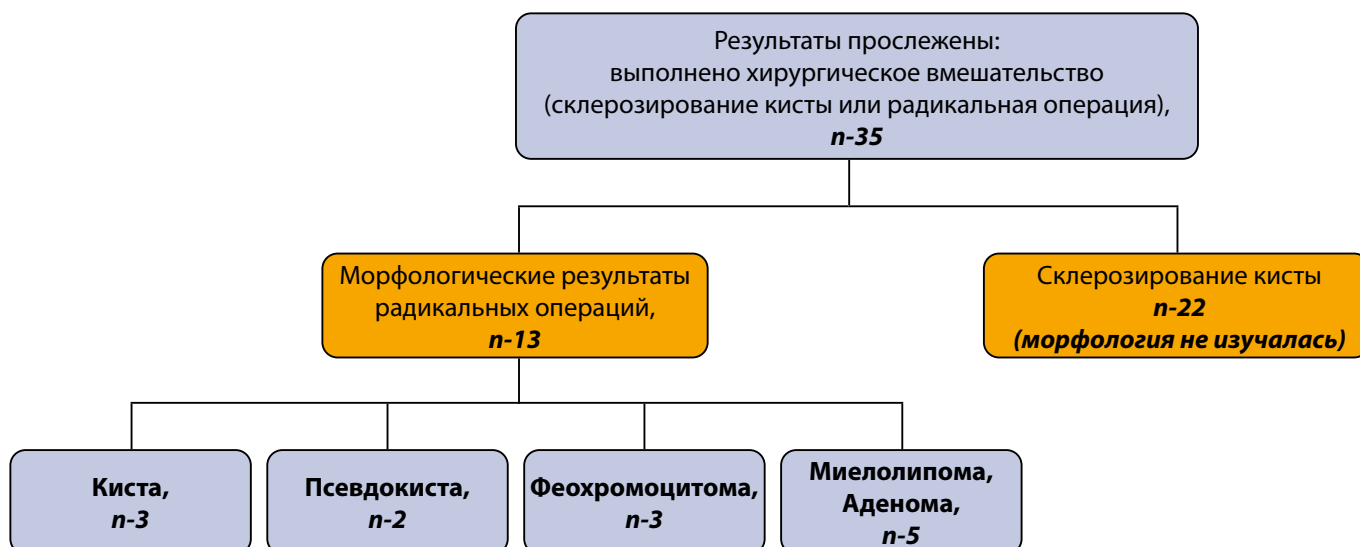 Результаты прослежены:
выполнено хирургическое вмешательство
(склерозирование кисты или радикальная операция),
n-35
Морфологические результаты
радикальных операций,
n-13
Склерозирование кисты
n-22
(морфология не изучалась)
Киста,
n-3
Псевдокиста,
n-2
Феохромоцитома,
n-3
Миелолипома,
Аденома,
n-5